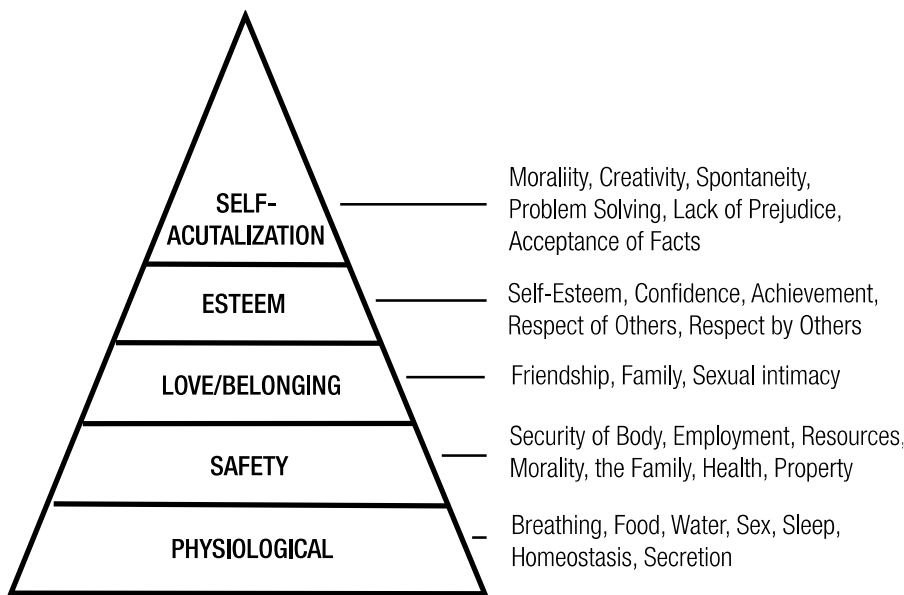 SELF-
ACUTALIZATION
Moraliity, Creativity, Spontaneity,
Problem Solving, Lack of Prejudice,
Acceptance of Facts
ESTEEM
Self-Esteem, Confidence, Achievement,
Respect of Others, Respect by Others
LOVE/BELONGING
Friendship, Family, Sexual intimacy
SAFETY
Security of Body, Employment, Resources,
Morality, the Family, Health, Property
PHYSIOLOGICAL
Breathing, Food, Water, Sex, Sleep,
Homeostasis, Secretion